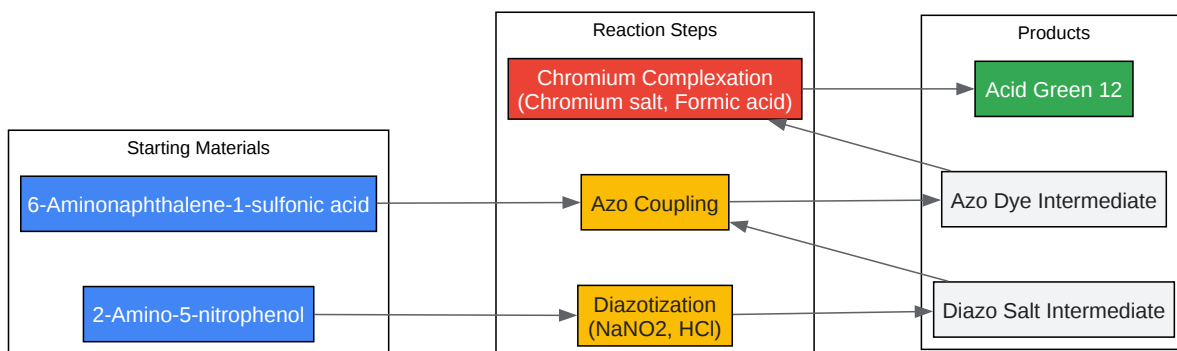 Starting Materials
6-Aminonaphthalene-1-sulfonic acid
2-Amino-5-nitrophenol
Reaction Steps
Chromium Complexation
(Chromium salt, Formic acid)
Azo Coupling
Diazotization
(NaNO2, HCl)
Products
Acid Green 12
Azo Dye Intermediate
Diazo Salt Intermediate